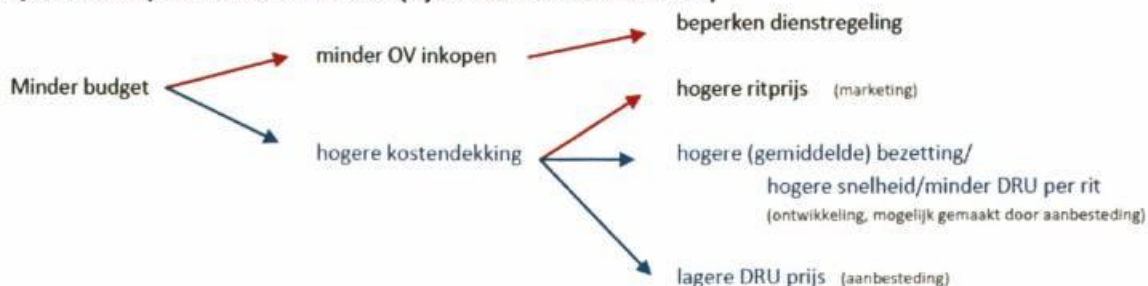 beperken dienstregeling
minder OV inkopen
Minder budget
hogere ritprijs (marketing)
hogere kostendekking
hogere (gemiddelde) bezetting/
hogere snelheid/minder DRU per rit
(ontwikkeling, mogelijk gemaakt door aanbesteding)
lagere DRU prijs (aanbesteding)